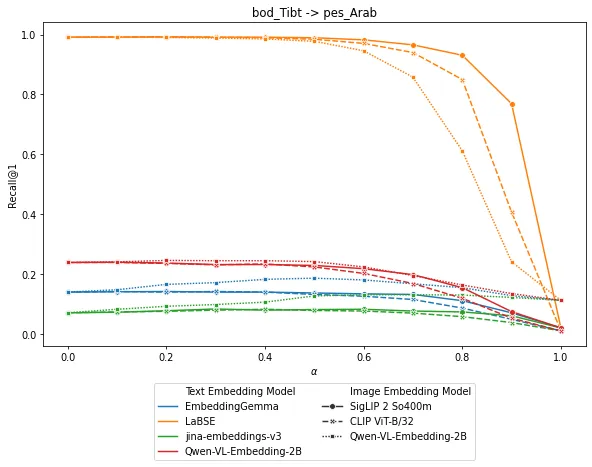 bod_Tibt -> pes_Arab
Recall@1
1.0
0.8
0.6
0.4
0.2
0.0
0.0 0.2 0.4 0.6 0.8 1.0
α
Text Embedding Model Image Embedding Model
EmbeddingGemma SigLIP 2 So400m
LaBSE CLIP ViT-B/32
jina-embeddings-v3 Qwen-VL-Embedding-2B
Qwen-VL-Embedding-2B